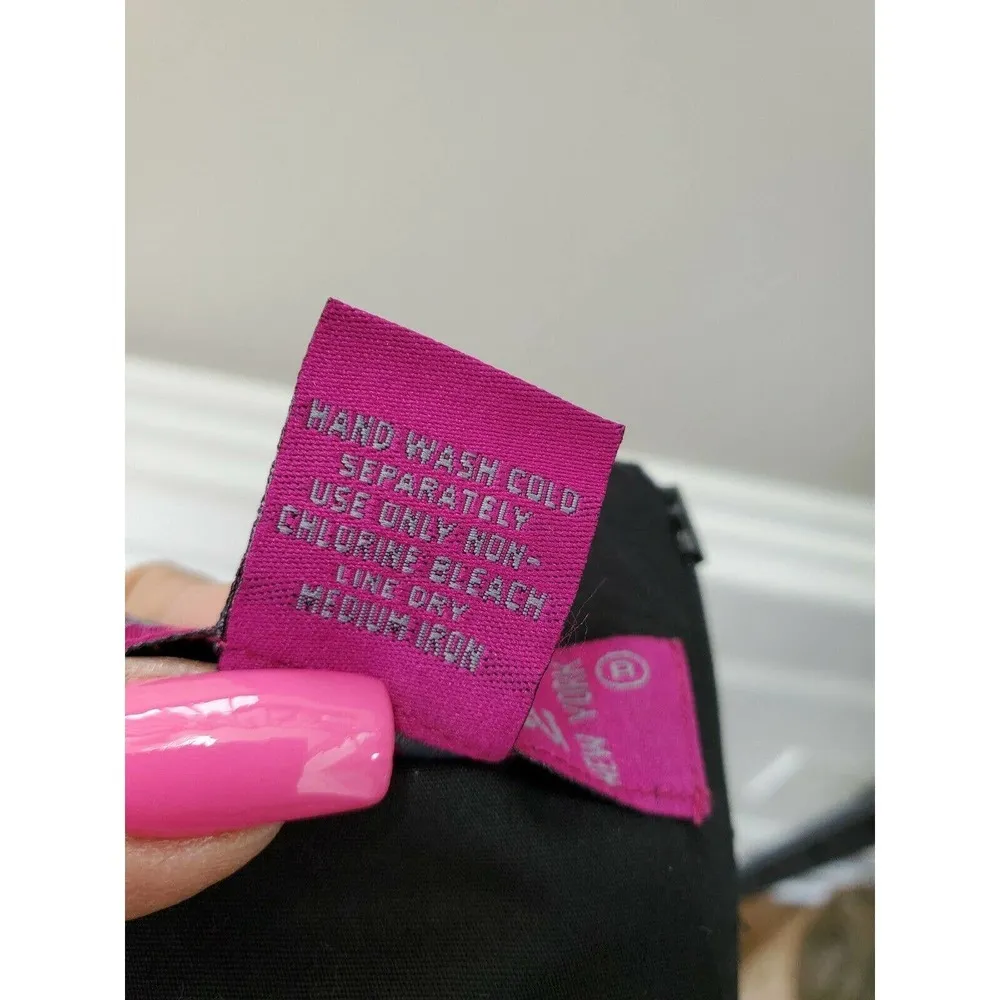 HAND WASH COLD
SEPARATELY
USE ONLY NON-
CHLORINE BLEACH
LINE DRY
MEDIUM IRON
®
NEW YORK